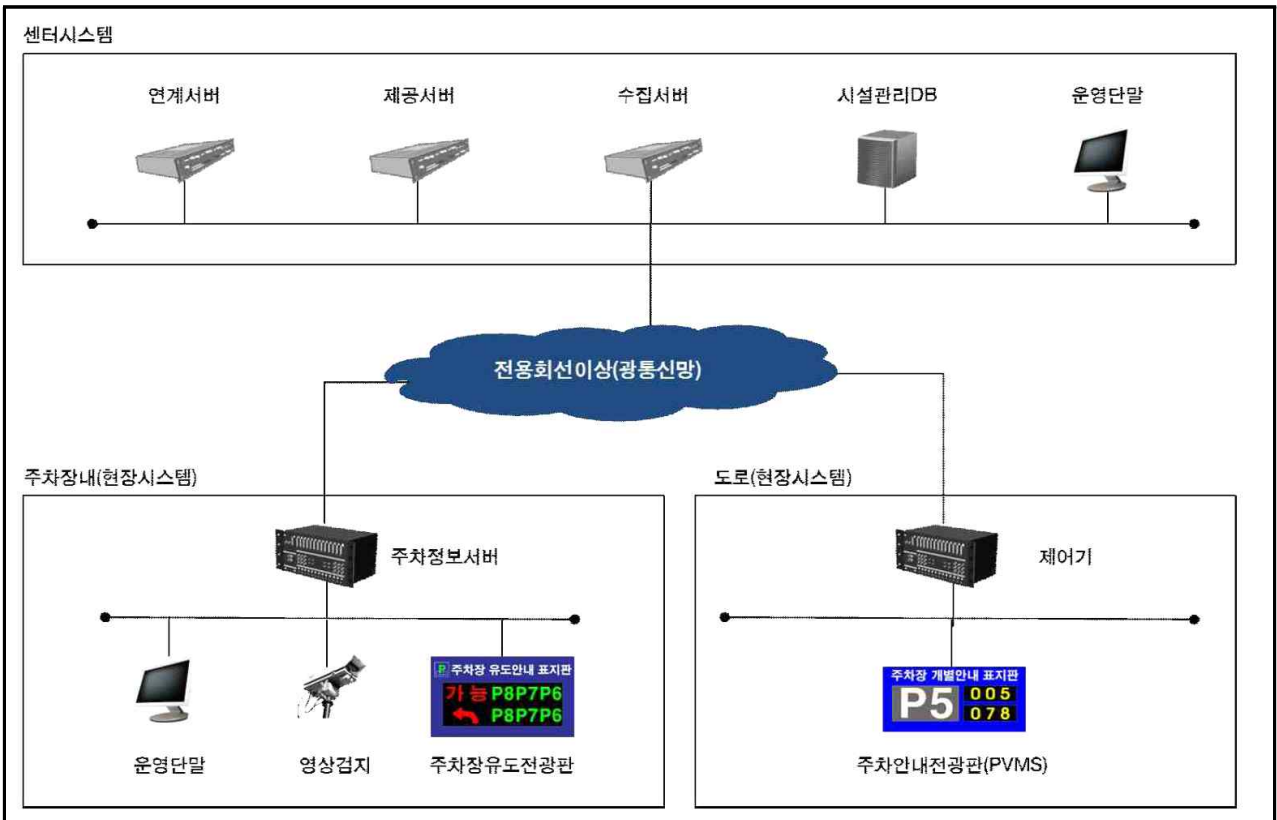 센터시스템
연계서버
제공서버
수집서버
시설관리DB
운영단말
전용회선이상(광통신망)
주차장내(현장시스템)
도로(현장시스템)
주차정보서버
제어기
P 주차장 유도안내 표지판
가능 P8P7P6
P8P7P6
주차장 개별안내 표지판
P5
005
078
운영단말
영상검지
주차장유도전광판
주차안내전광판(PVMS)